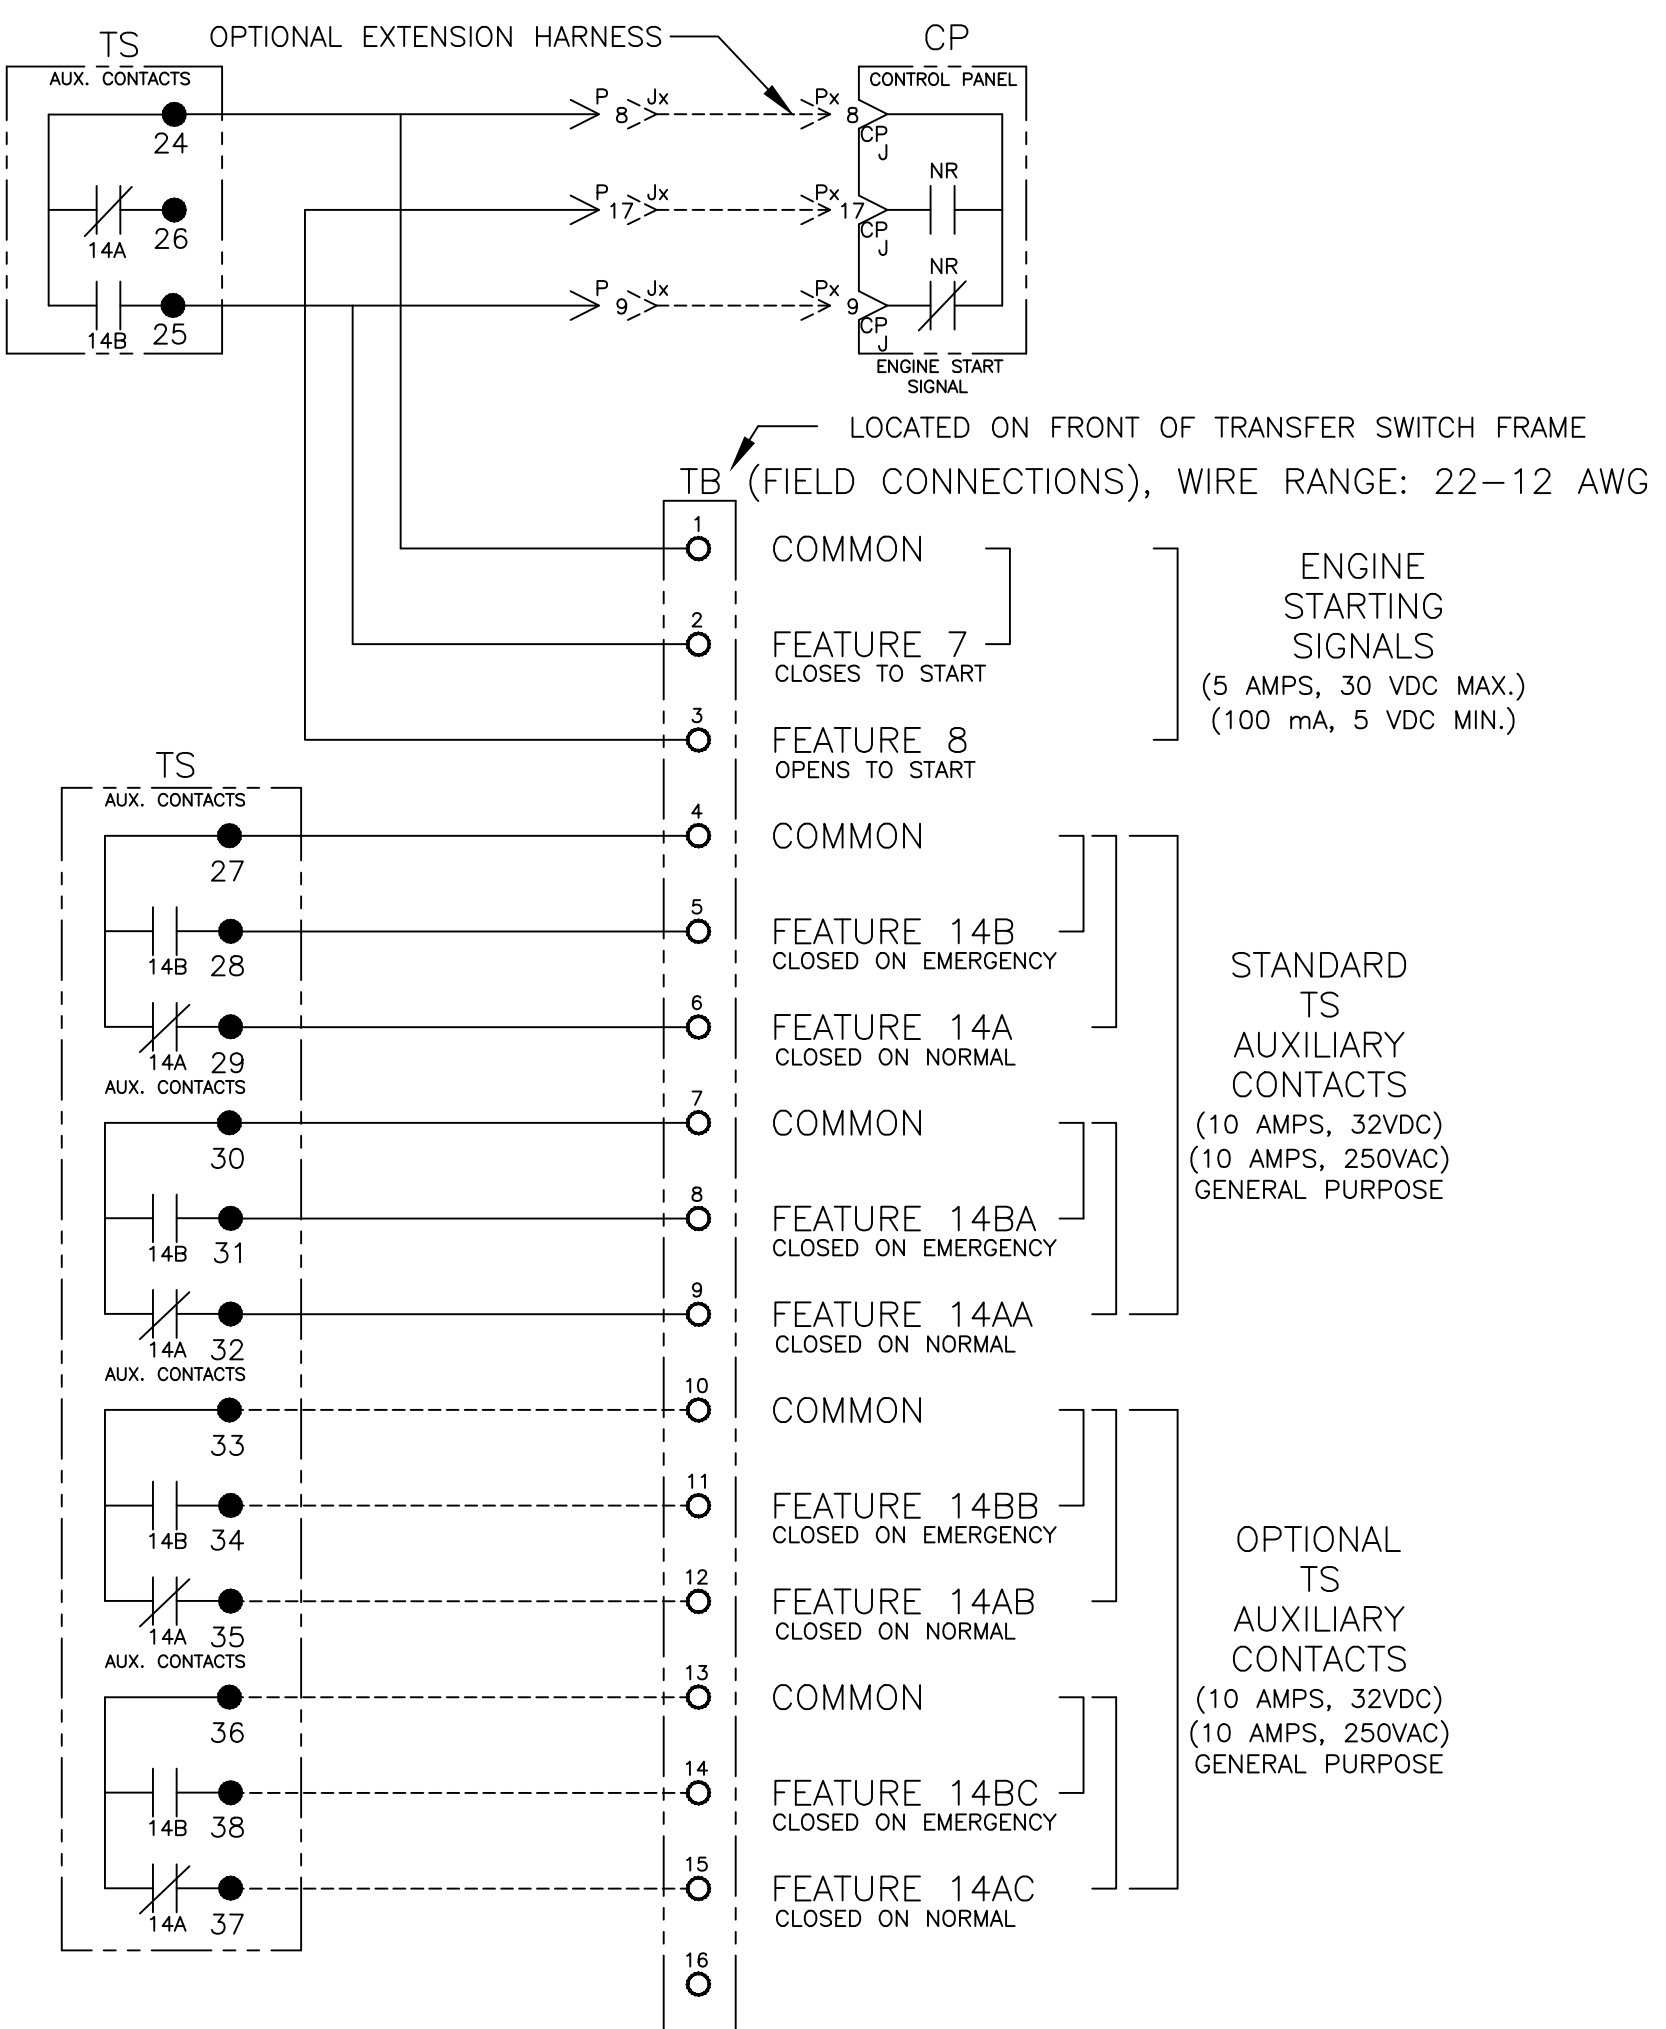 TS
OPTIONAL EXTENSION HARNESS
CP
AUX. CONTACTS
CONTROL PANEL
P 8 Jx
Px 8
24
CP
J
NR
P 17 Jx
Px 17
26
14A
CP
J
NR
P 9 Jx
Px 9
25
14B
CP
J
ENGINE START
SIGNAL
LOCATED ON FRONT OF TRANSFER SWITCH FRAME
TB (FIELD CONNECTIONS), WIRE RANGE: 22-12 AWG
1
COMMON
2
FEATURE 7
CLOSES TO START
3
FEATURE 8
OPENS TO START
ENGINE
STARTING
SIGNALS
(5 AMPS, 30 VDC MAX.)
(100 mA, 5 VDC MIN.)
TS
AUX. CONTACTS
4
COMMON
27
5
FEATURE 14B
CLOSED ON EMERGENCY
14B 28
6
FEATURE 14A
CLOSED ON NORMAL
14A 29
AUX. CONTACTS
7
COMMON
30
8
FEATURE 14BA
CLOSED ON EMERGENCY
14B 31
9
FEATURE 14AA
CLOSED ON NORMAL
14A 32
STANDARD
TS
AUXILIARY
CONTACTS
(10 AMPS, 32VDC)
(10 AMPS, 250VAC)
GENERAL PURPOSE
AUX. CONTACTS
10
COMMON
33
11
FEATURE 14BB
CLOSED ON EMERGENCY
14B 34
12
FEATURE 14AB
CLOSED ON NORMAL
14A 35
AUX. CONTACTS
13
COMMON
36
14
FEATURE 14BC
CLOSED ON EMERGENCY
14B 38
15
FEATURE 14AC
CLOSED ON NORMAL
14A 37
OPTIONAL
TS
AUXILIARY
CONTACTS
(10 AMPS, 32VDC)
(10 AMPS, 250VAC)
GENERAL PURPOSE
16